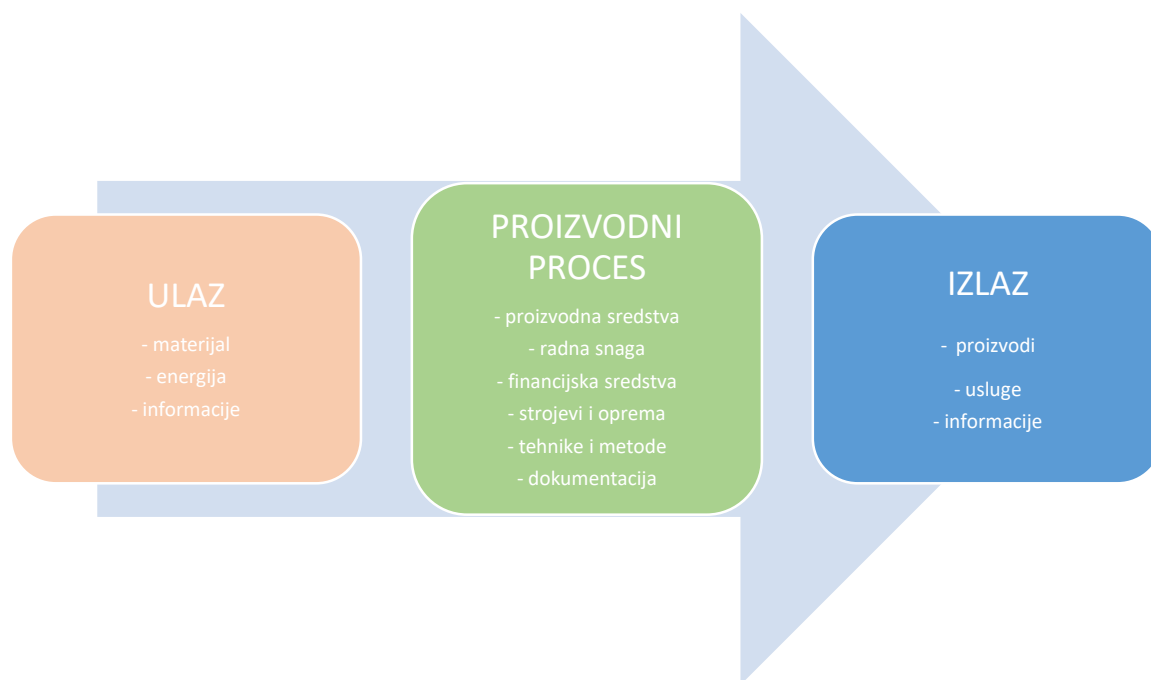 ULAZ
- materijal
- energija
- informacije
PROIZVODNI
PROCES
- proizvodna sredstva
- radna snaga
- financijska sredstva
- strojevi i oprema
- tehnike i metode
- dokumentacija
IZLAZ
- proizvodi
- usluge
- informacije